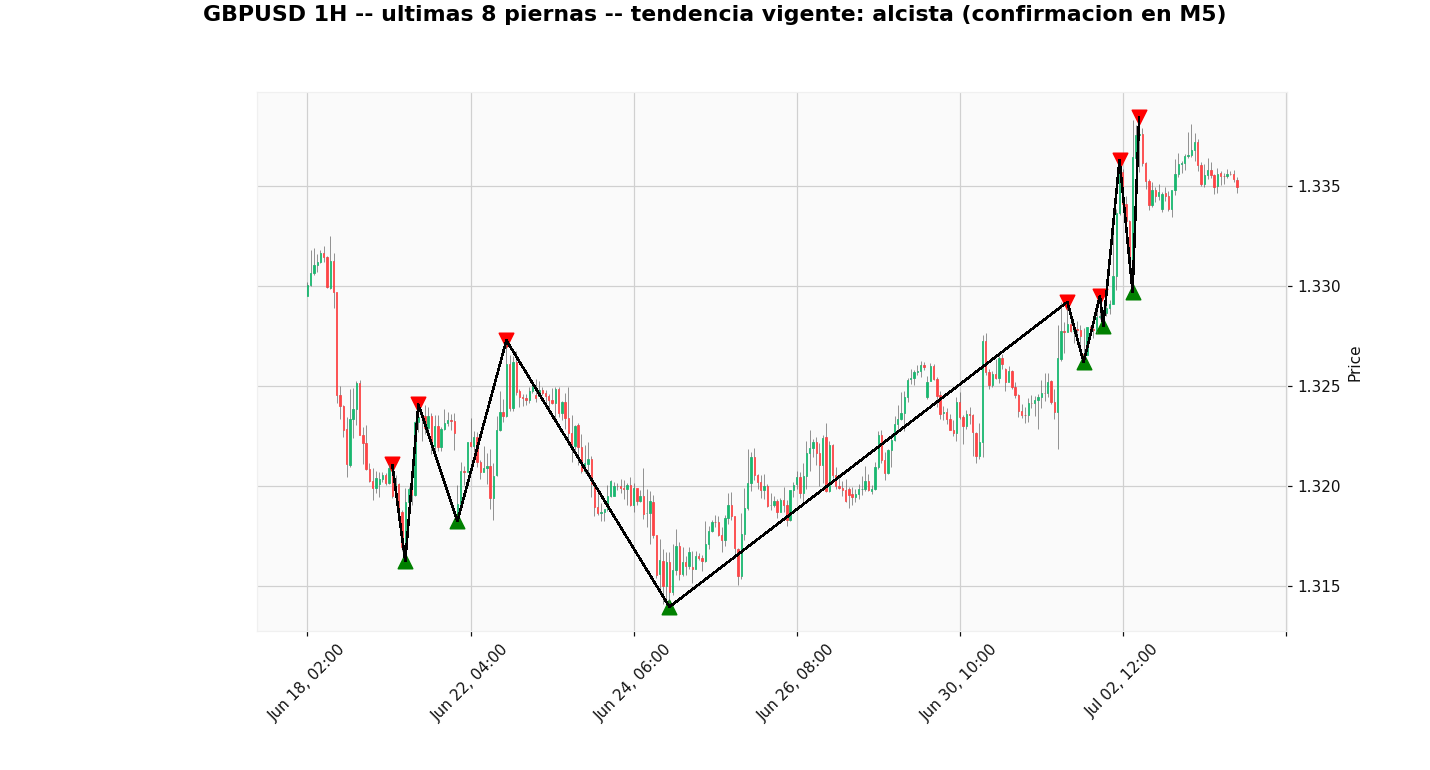 GBPUSD 1H -- ultimas 8 piernas -- tendencia vigente: alcista (confirmacion en M5)
1.335
1.330
1.325
1.320
1.315
Price
Jun 18, 02:00
Jun 22, 04:00
Jun 24, 06:00
Jun 26, 08:00
Jun 30, 10:00
Jul 02, 12:00